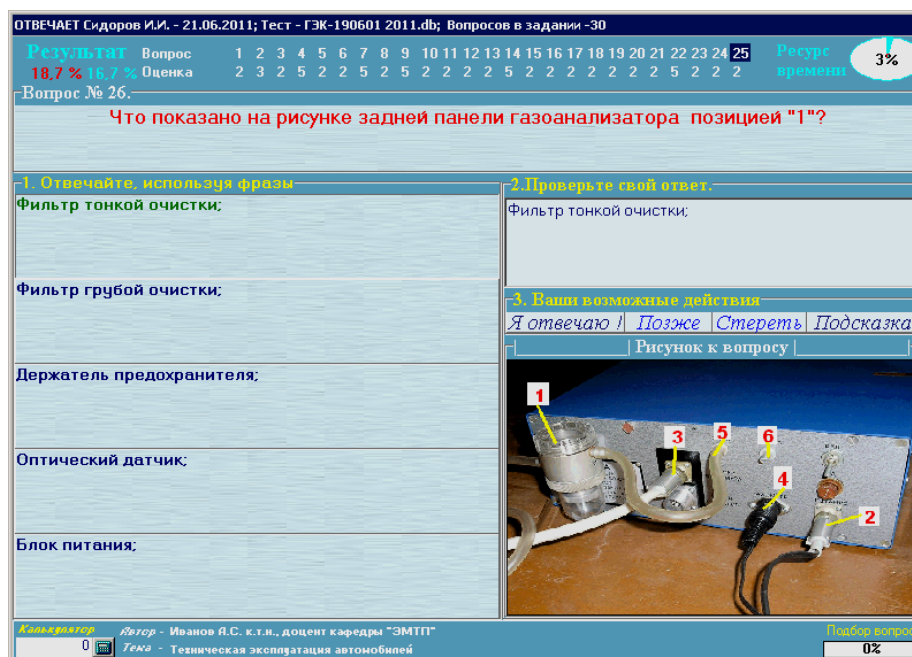 ОТВЕЧАЕТ Сидоров И.И. - 21.06.2011; Тест - ГЭК-190601 2011.db; Вопросов в задании -30
Результат Вопрос 1 2 3 4 5 6 7 8 9 10 11 12 13 14 15 16 17 18 19 20 21 22 23 24 25 Ресурс
18,7 % 16,7 % Оценка 2 3 2 5 2 2 5 2 5 2 2 2 2 5 2 2 2 2 2 2 2 5 2 2 2 времени 3%
Вопрос № 26.
Что показано на рисунке задней панели газоанализатора позицией "1"?
1. Отвечайте, используя фразы
Фильтр тонкой очистки;
Фильтр грубой очистки;
Держатель предохранителя;
Оптический датчик;
Блок питания;
2.Проверьте свой ответ.
Фильтр тонкой очистки;
3. Ваши возможные действия
Я отвечаю ! Позже Стереть Подсказка
Рисунок к вопросу
1
3
5
6
4
2
Калькулятор
0
Автор - Иванов А.С. к.т.н., доцент кафедры "ЭМТП"
Тема - Техническая эксплуатация автомобилей
Подбор вопрос
0%